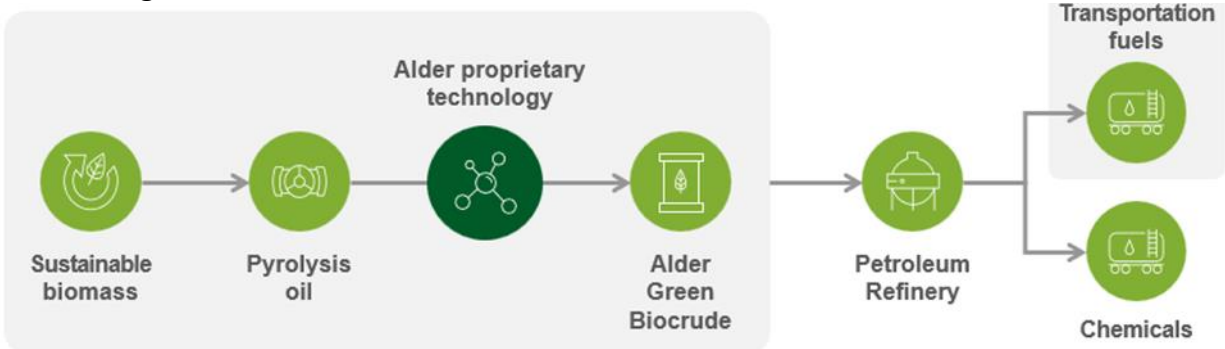 Transportation
fuels
Alder proprietary
technology
Sustainable
biomass
Pyrolysis
oil
Alder
Green
Biocrude
Petroleum
Refinery
Chemicals